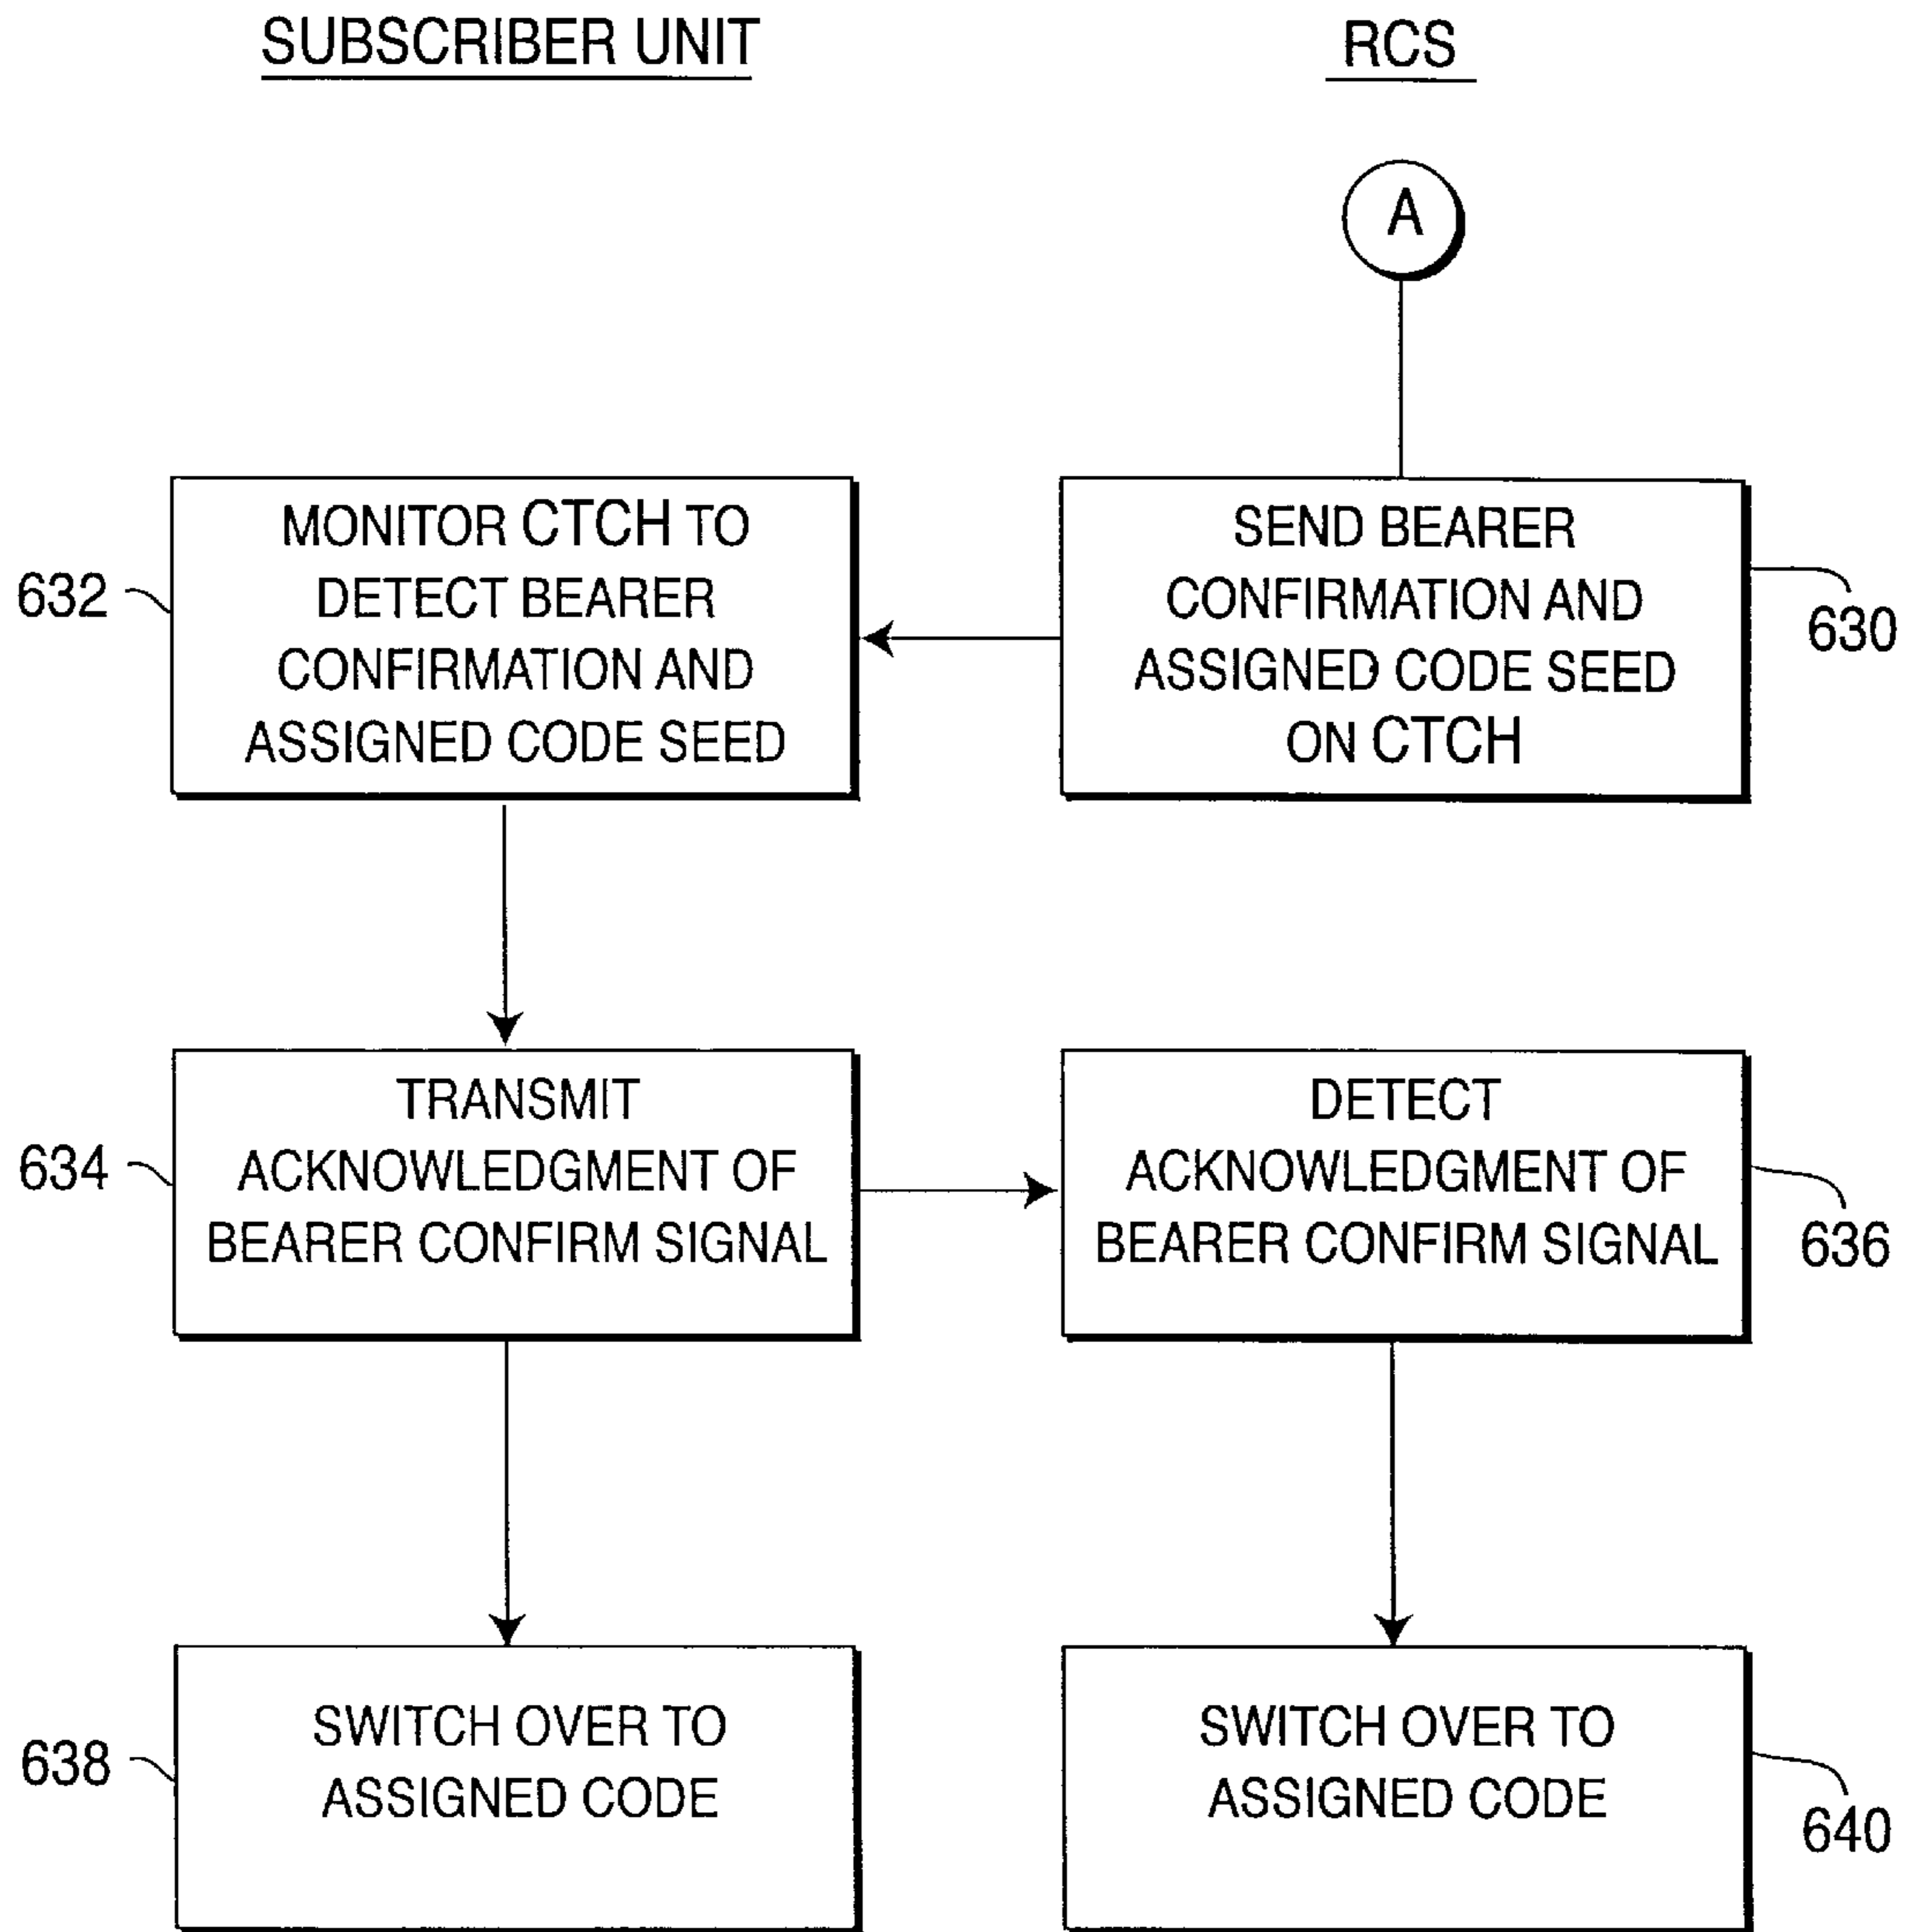 SUBSCRIBER UNIT
RCS
A
MONITOR CTCH TO
DETECT BEARER
CONFIRMATION AND
ASSIGNED CODE SEED
632
SEND BEARER
CONFIRMATION AND
ASSIGNED CODE SEED
ON CTCH
630
TRANSMIT
ACKNOWLEDGMENT OF
BEARER CONFIRM SIGNAL
634
DETECT
ACKNOWLEDGMENT OF
BEARER CONFIRM SIGNAL
636
SWITCH OVER TO
ASSIGNED CODE
638
SWITCH OVER TO
ASSIGNED CODE
640